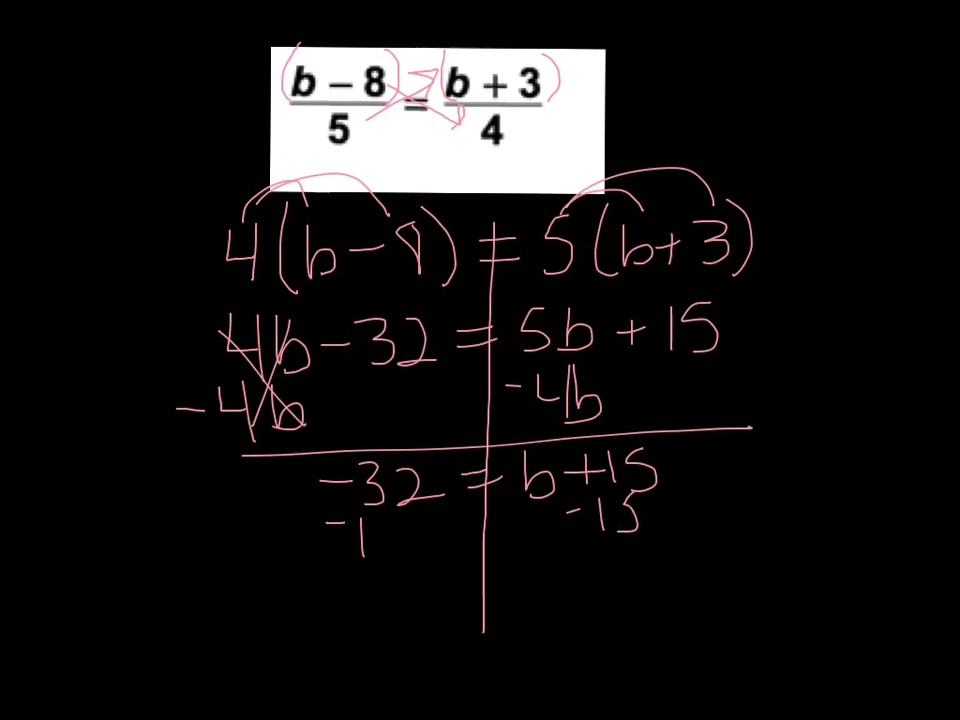 b – 8 = b + 3
5 4
4(b - 8) = 5(b + 3)
4b - 32 = 5b + 15
- 4b - 4b
- 32 = b + 15
- 1 - 15